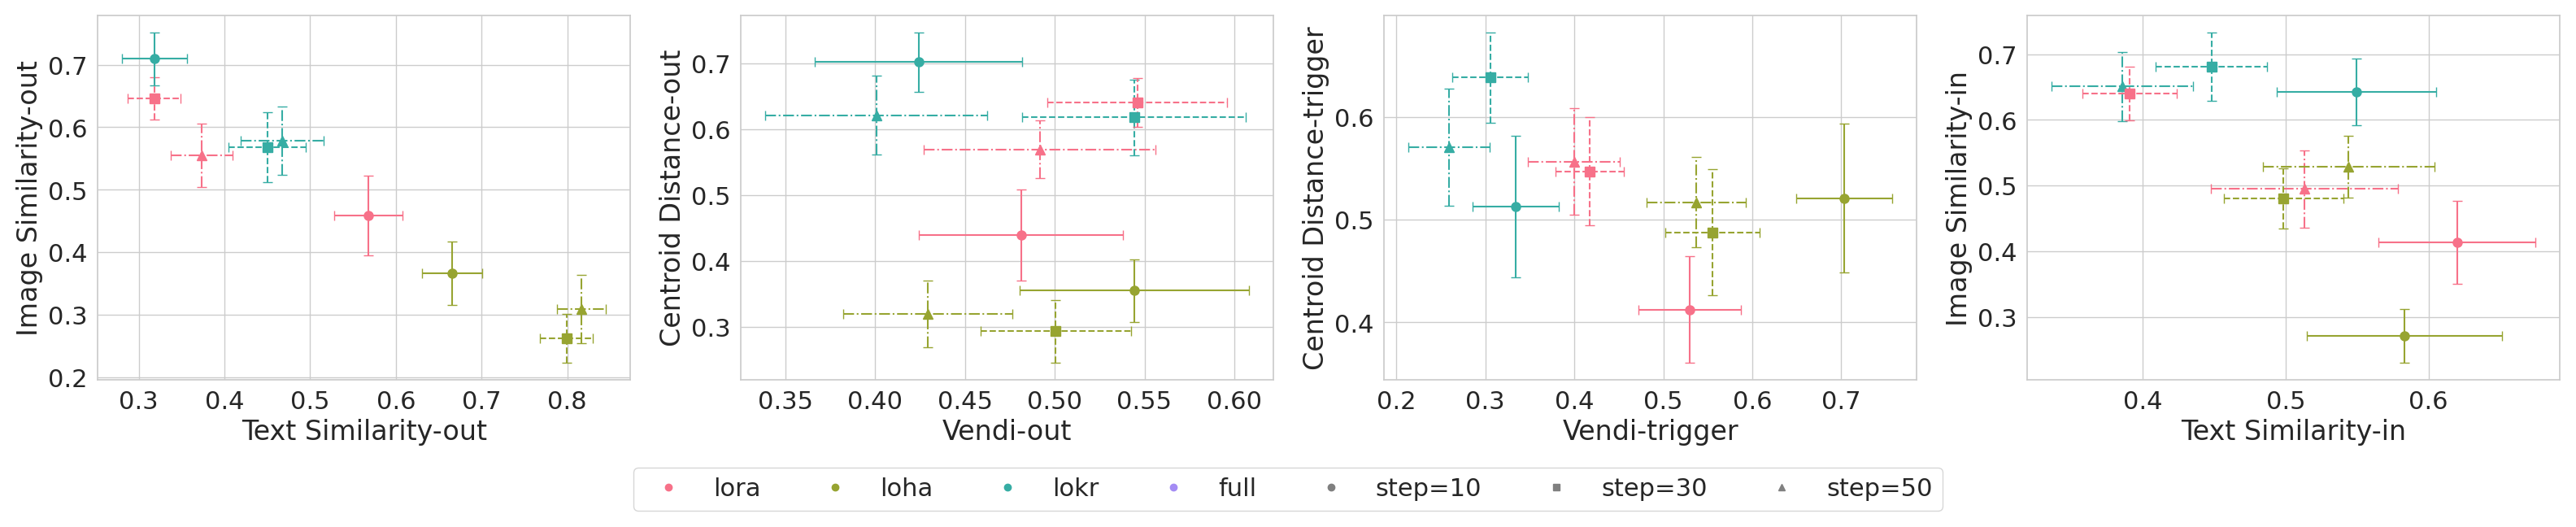 Image Similarity-out
0.7
0.6
0.5
0.4
0.3
0.2
0.3 0.4 0.5 0.6 0.7 0.8
Text Similarity-out
Centroid Distance-out
0.7
0.6
0.5
0.4
0.3
0.35 0.40 0.45 0.50 0.55 0.60
Vendi-out
Centroid Distance-trigger
0.6
0.5
0.4
0.2 0.3 0.4 0.5 0.6 0.7
Vendi-trigger
Image Similarity-in
0.7
0.6
0.5
0.4
0.3
0.4 0.5 0.6
Text Similarity-in
lora loha lokr full step=10 step=30 step=50